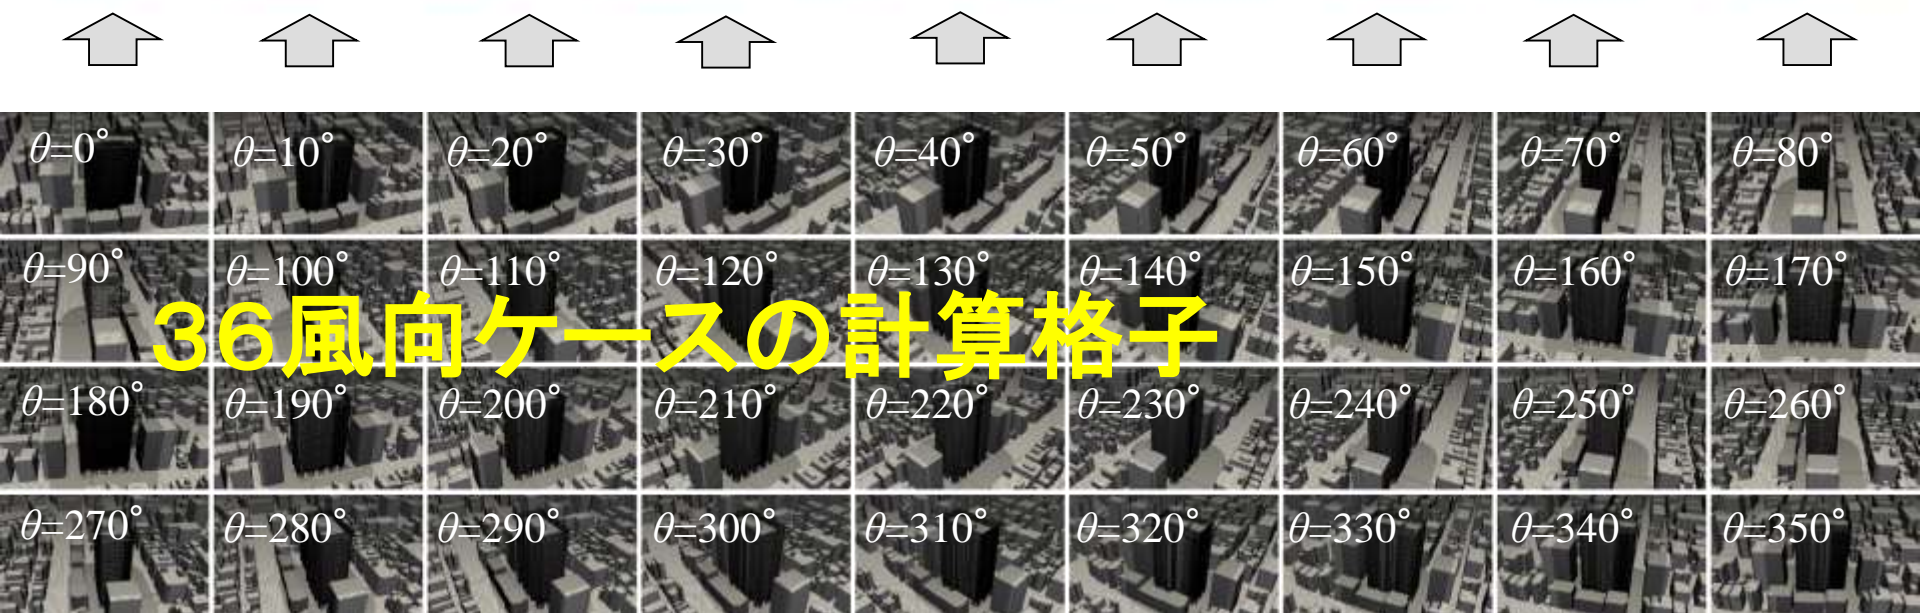 θ=0° θ=10° θ=20° θ=30° θ=40° θ=50° θ=60° θ=70° θ=80°
θ=90° θ=100° θ=110° θ=120° θ=130° θ=140° θ=150° θ=160° θ=170°
36風向ケースの計算格子
θ=180° θ=190° θ=200° θ=210° θ=220° θ=230° θ=240° θ=250° θ=260°
θ=270° θ=280° θ=290° θ=300° θ=310° θ=320° θ=330° θ=340° θ=350°